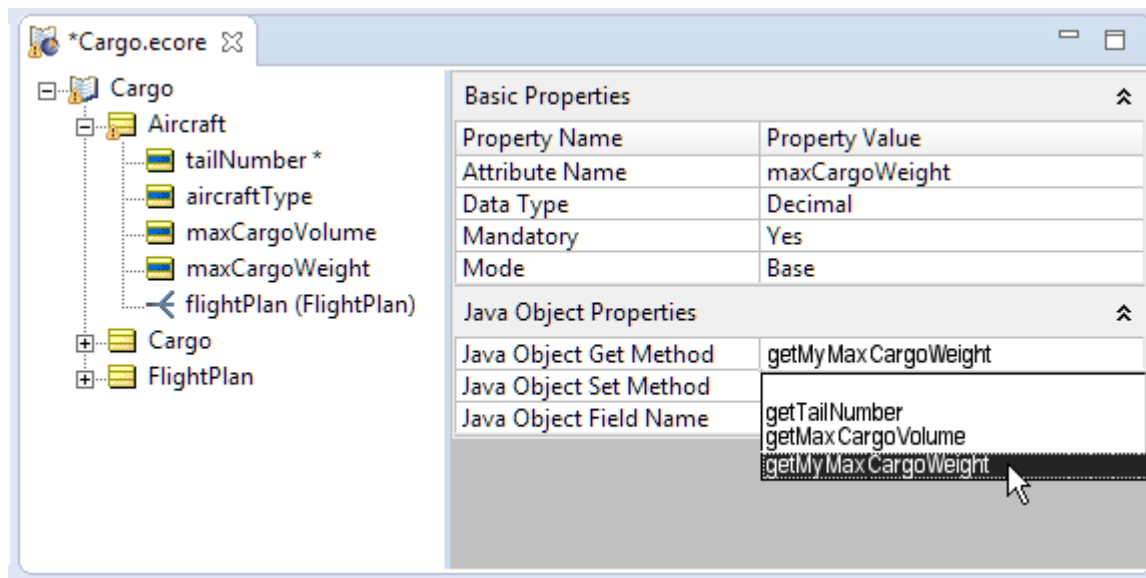 *Cargo.ecore
Cargo
Aircraft
tailNumber *
aircraftType
maxCargoVolume
maxCargoWeight
flightPlan (FlightPlan)
Cargo
FlightPlan
Basic Properties
Property Name Property Value
Attribute Name maxCargoWeight
Data Type Decimal
Mandatory Yes
Mode Base
Java Object Properties
Java Object Get Method getMyMaxCargoWeight
Java Object Set Method
Java Object Field Name
getTailNumber
getMaxCargoVolume
getMyMaxCargoWeight